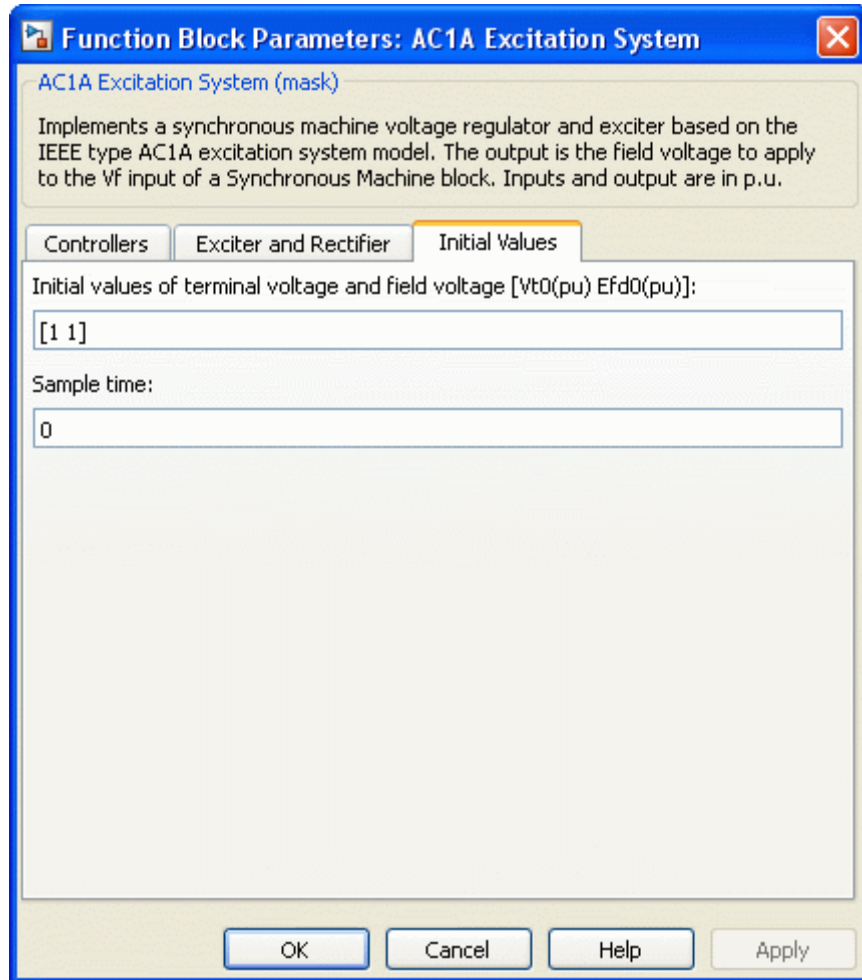 Function Block Parameters: AC1A Excitation System
AC1A Excitation System (mask)
Implements a synchronous machine voltage regulator and exciter based on the
IEEE type AC1A excitation system model. The output is the field voltage to apply
to the Vf input of a Synchronous Machine block. Inputs and output are in p.u.
Controllers Exciter and Rectifier Initial Values
Initial values of terminal voltage and field voltage [Vt0(pu) Efd0(pu)]:
[1 1]
Sample time:
0
OK Cancel Help Apply